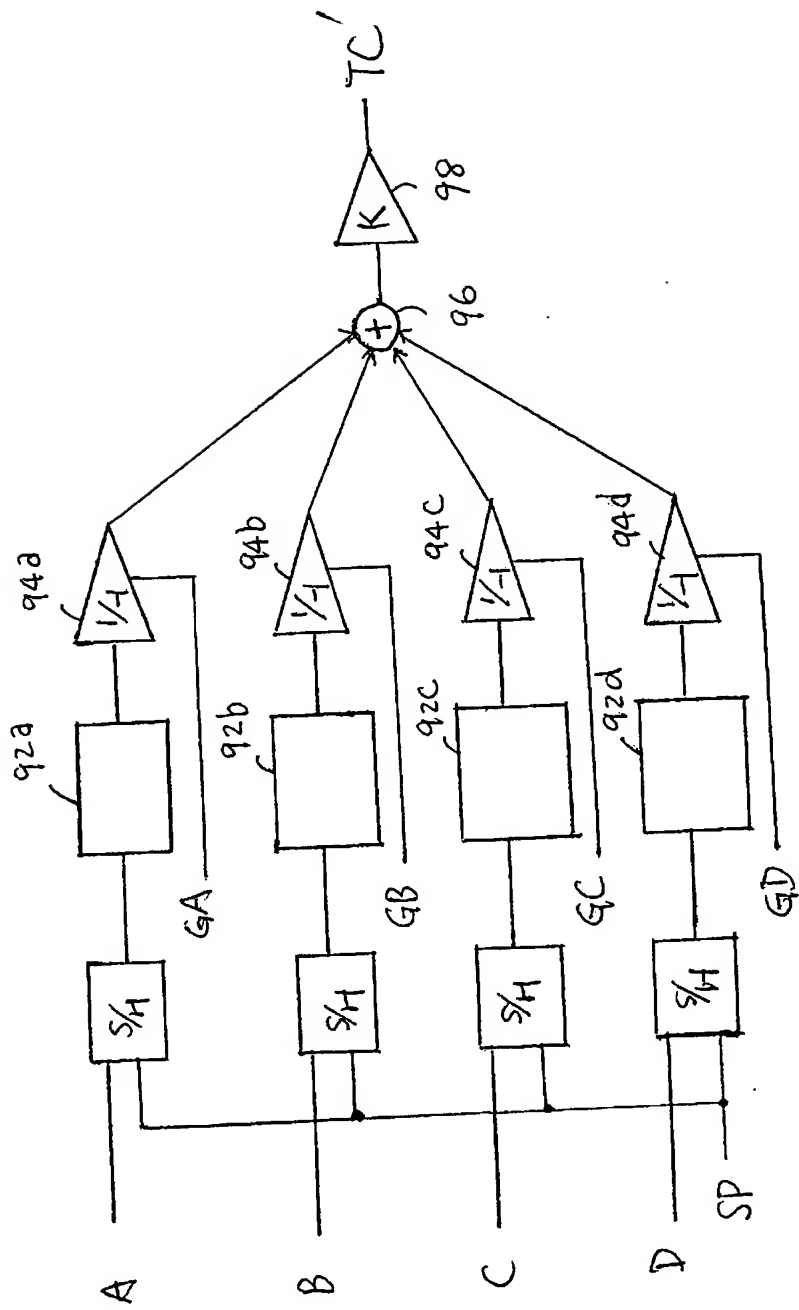 A
S/H
92a
1/-1
94a
GA
B
S/H
92b
1/-1
94b
GB
C
S/H
92c
1/-1
94c
GC
D
S/H
92d
1/-1
94d
GD
SP
+
96
K
98
TC'